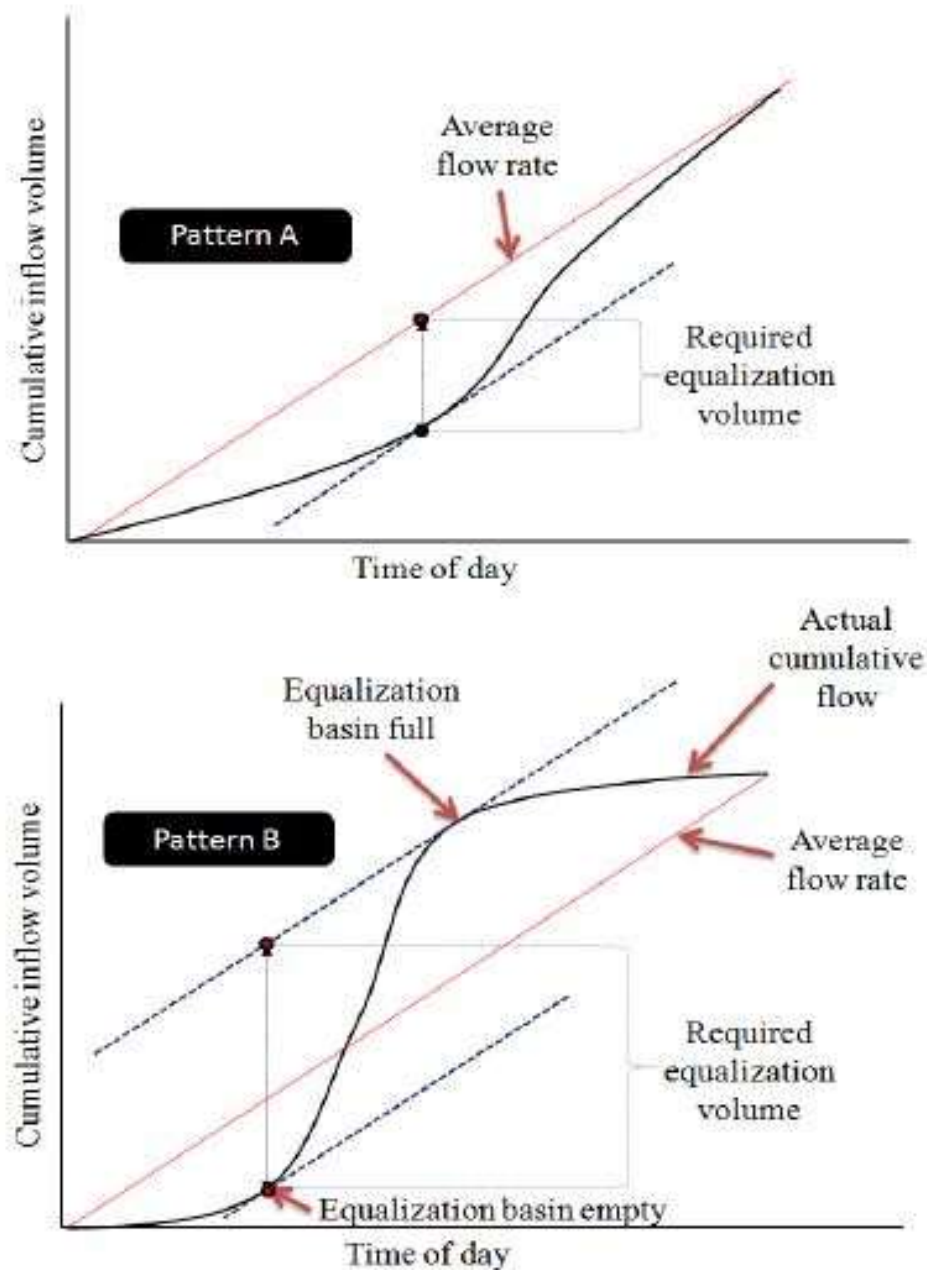 Average
flow rate
Pattern A
Required
equalization
volume
Cumulative inflow volume
Time of day
Actual
cumulative
flow
Equalization
basin full
Pattern B
Average
flow rate
Required
equalization
volume
Cumulative inflow volume
Equalization basin empty
Time of day